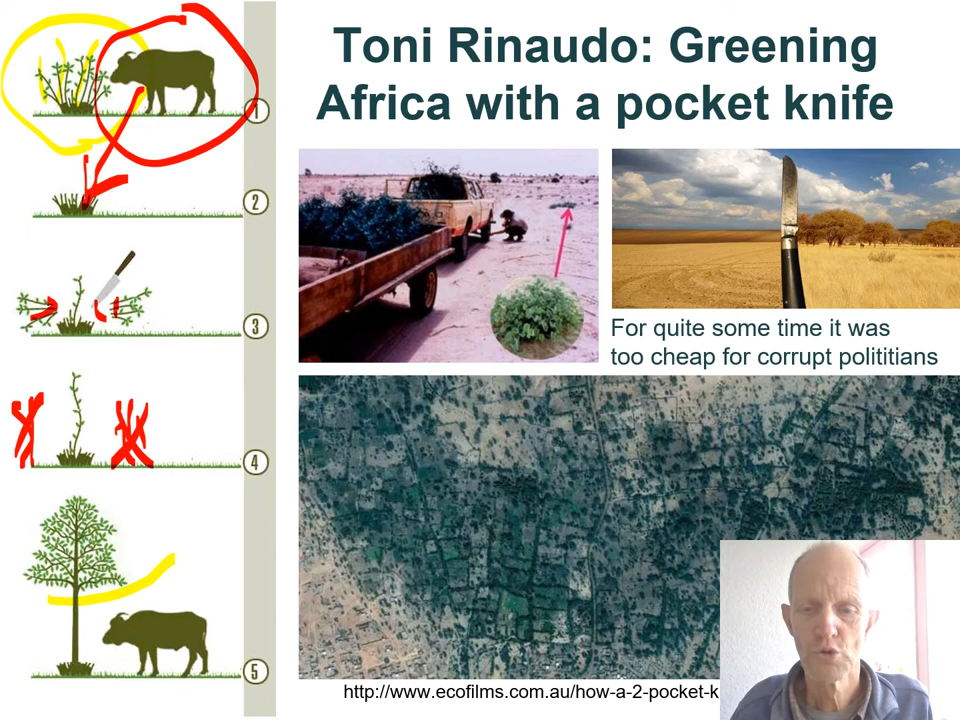 Toni Rinaudo: Greening
Africa with a pocket knife
1
2
3
4
5
For quite some time it was
too cheap for corrupt polititians
http://www.ecofilms.com.au/how-a-2-pocket-k